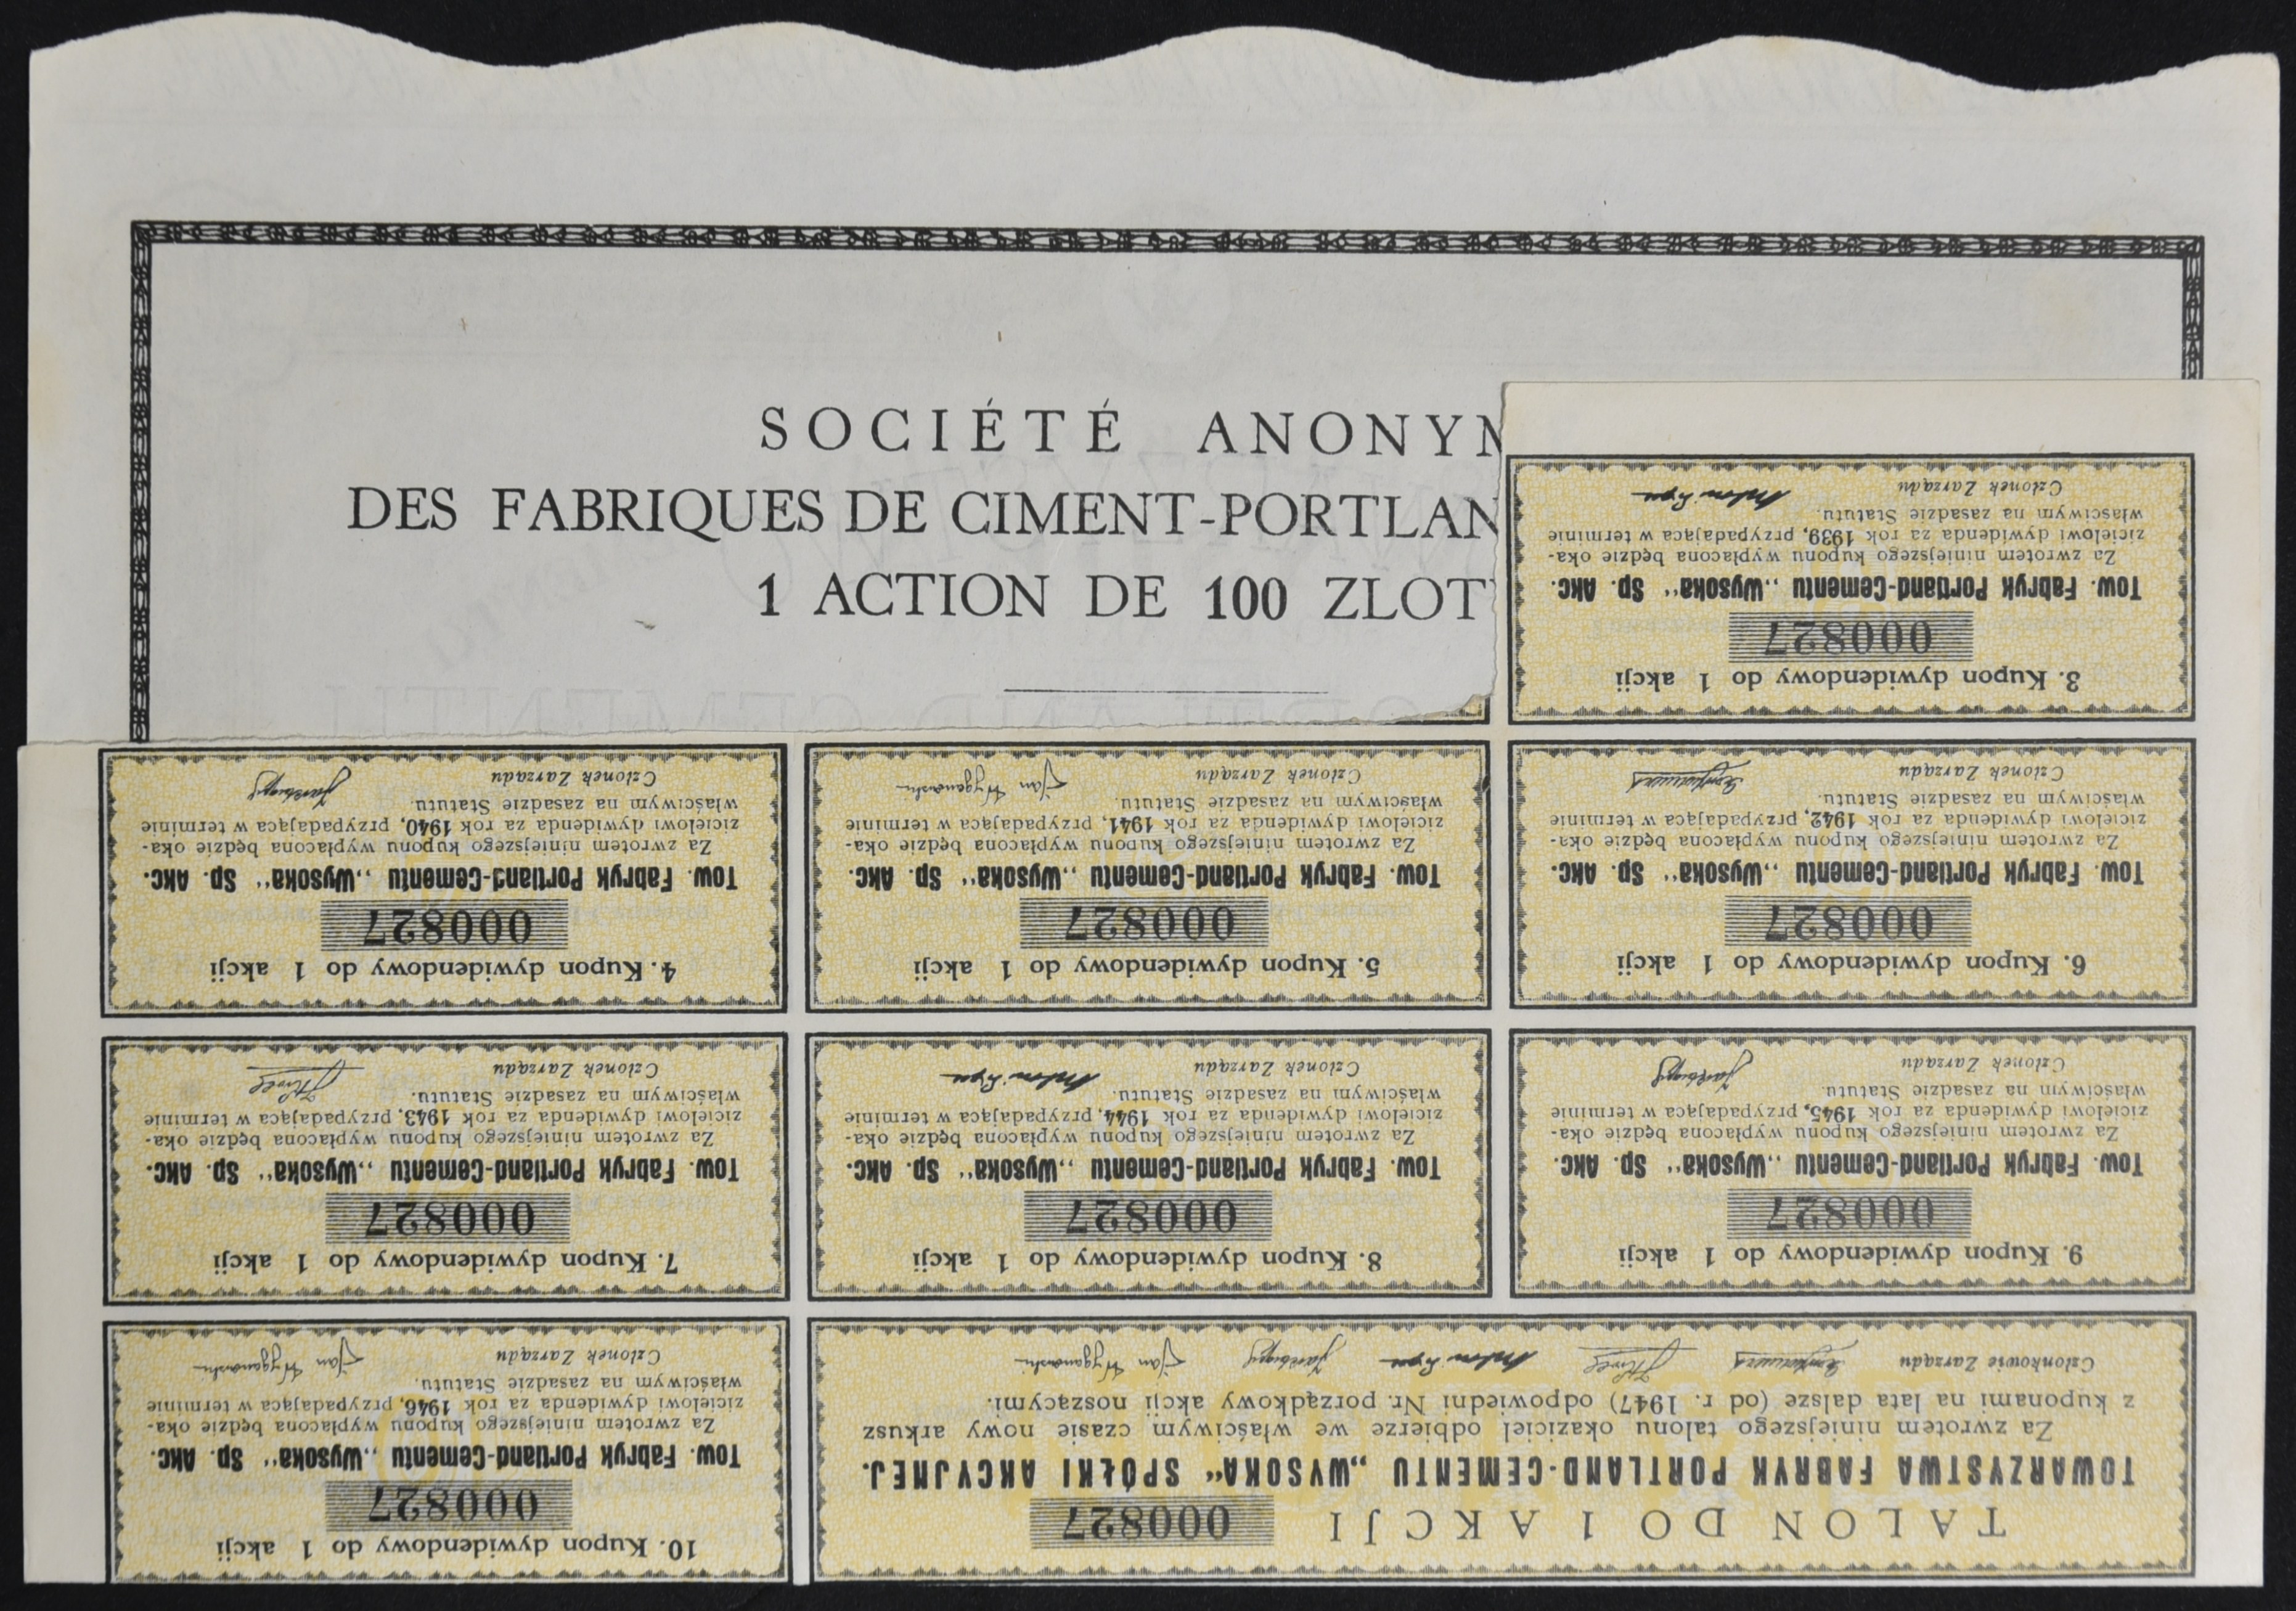 SOCIÉTÉ ANONYM
DES FABRIQUES DE CIMENT-PORTLAN
1 ACTION DE 100 ZLOT
TALON DO 1 AKCJI 000827
TOWARZYSTWA FABRYK PORTLAND-CEMENTU „WYSOKA“ SPÓŁKI AKCYJNEJ.
Za zwrotem niniejszego talonu okaziciel odbierze we właściwym czasie nowy arkusz
z kuponami na lata dalsze (od r. 1947) odpowiedni Nr. porządkowy akcji noszącymi.
Członkowie Zarządu Jan Wyganowski
10. Kupon dywidendowy do 1 akcji
000827
Tow. Fabryk Portland-Cementu „Wysoka“ Sp. Akc.
Za zwrotem niniejszego kuponu wypłacona będzie oka-
zicielowi dywidenda za rok 1946, przypadająca w terminie
właściwym na zasadzie Statutu.
Członek Zarządu Jan Wyganowski
9. Kupon dywidendowy do 1 akcji
000827
Tow. Fabryk Portland-Cementu „Wysoka“ Sp. Akc.
Za zwrotem niniejszego kuponu wypłacona będzie oka-
zicielowi dywidenda za rok 1945, przypadająca w terminie
właściwym na zasadzie Statutu.
Członek Zarządu
8. Kupon dywidendowy do 1 akcji
000827
Tow. Fabryk Portland-Cementu „Wysoka“ Sp. Akc.
Za zwrotem niniejszego kuponu wypłacona będzie oka-
zicielowi dywidenda za rok 1944, przypadająca w terminie
właściwym na zasadzie Statutu.
Członek Zarządu
7. Kupon dywidendowy do 1 akcji
000827
Tow. Fabryk Portland-Cementu „Wysoka“ Sp. Akc.
Za zwrotem niniejszego kuponu wypłacona będzie oka-
zicielowi dywidenda za rok 1943, przypadająca w terminie
właściwym na zasadzie Statutu.
Członek Zarządu
6. Kupon dywidendowy do 1 akcji
000827
Tow. Fabryk Portland-Cementu „Wysoka“ Sp. Akc.
Za zwrotem niniejszego kuponu wypłacona będzie oka-
zicielowi dywidenda za rok 1942, przypadająca w terminie
właściwym na zasadzie Statutu.
Członek Zarządu
5. Kupon dywidendowy do 1 akcji
000827
Tow. Fabryk Portland-Cementu „Wysoka“ Sp. Akc.
Za zwrotem niniejszego kuponu wypłacona będzie oka-
zicielowi dywidenda za rok 1941, przypadająca w terminie
właściwym na zasadzie Statutu.
Członek Zarządu Jan Wyganowski
4. Kupon dywidendowy do 1 akcji
000827
Tow. Fabryk Portland-Cementu „Wysoka“ Sp. Akc.
Za zwrotem niniejszego kuponu wypłacona będzie oka-
zicielowi dywidenda za rok 1940, przypadająca w terminie
właściwym na zasadzie Statutu.
Członek Zarządu
3. Kupon dywidendowy do 1 akcji
000827
Tow. Fabryk Portland-Cementu „Wysoka“ Sp. Akc.
Za zwrotem niniejszego kuponu wypłacona będzie oka-
zicielowi dywidenda za rok 1939, przypadająca w terminie
właściwym na zasadzie Statutu.
Członek Zarządu